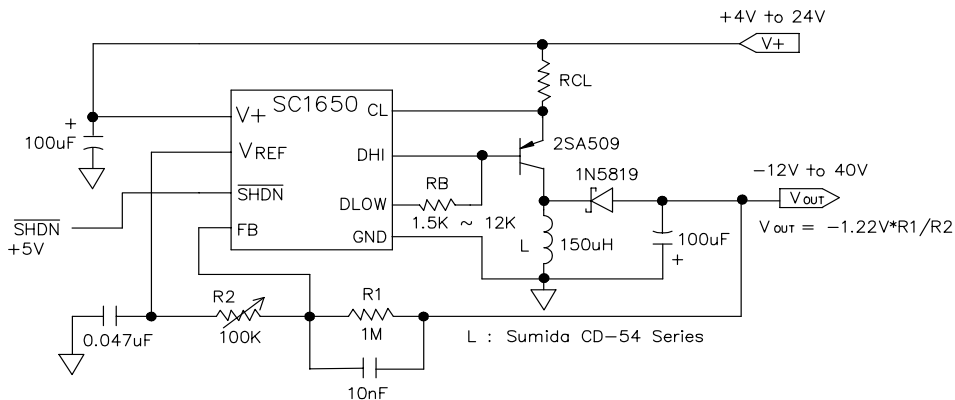 +4V to 24V
V+
RCL
SC1650
CL
V+
+
100uF
2SA509
VREF
DHI
1N5819
-12V to 40V
RB
SHDN
DLOW
VOUT
1.5K ~ 12K
SHDN
+5V
FB
GND
L
150uH
100uF
+
VOUT = -1.22V*R1/R2
R2
R1
0.047uF
100K
1M
L : Sumida CD-54 Series
10nF